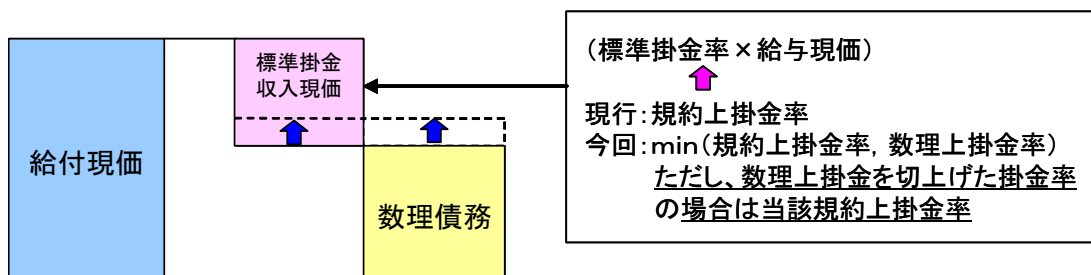 給付現価
標準掛金
収入現価
数理債務
(標準掛金率×給与現価)
現行:規約上掛金率
今回:min(規約上掛金率, 数理上掛金率)
ただし、数理上掛金を切上げた掛金率
の場合は当該規約上掛金率